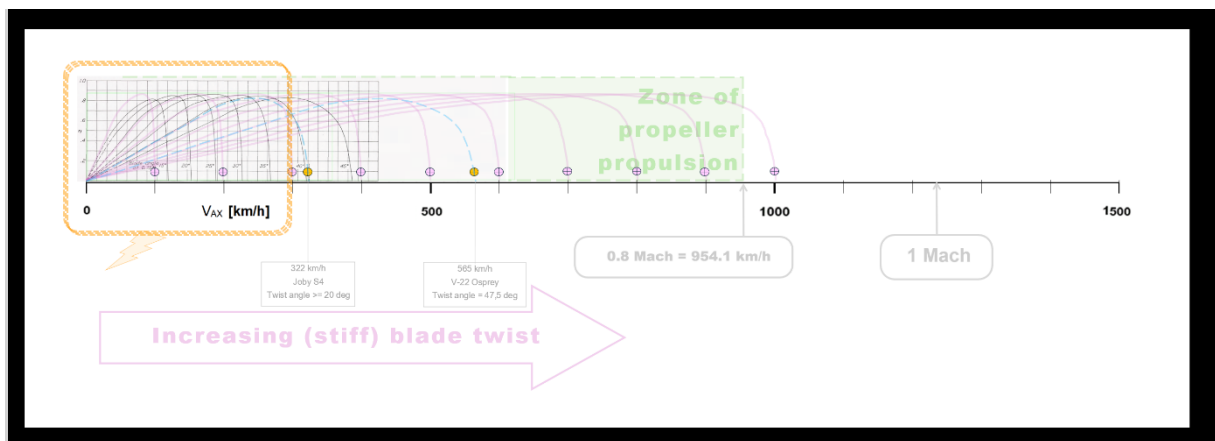 Zone of
propeller
propulsion
0
V_AX [km/h]
500
1000
1500
322 km/h
Joby S4
Twist angle >= 20 deg
565 km/h
V-22 Osprey
Twist angle = 47,5 deg
0.8 Mach = 954.1 km/h
1 Mach
Increasing (stiff) blade twist